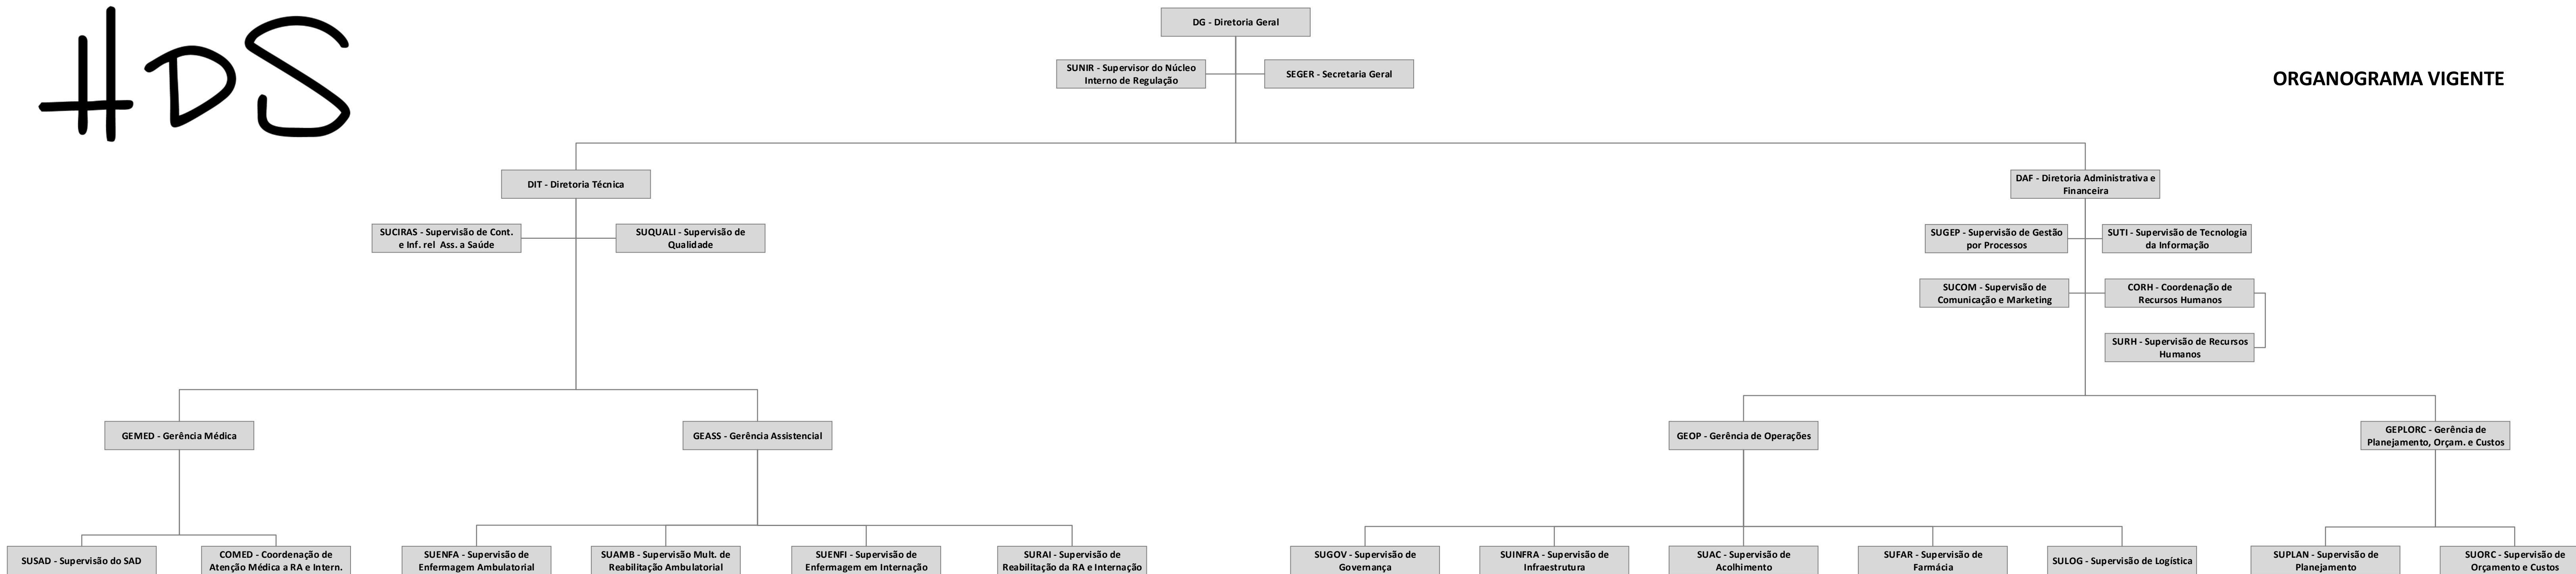 HDS
DG - Diretoria Geral
SUNIR - Supervisor do Núcleo
Interno de Regulação
SEGER - Secretaria Geral
ORGANOGRAMA VIGENTE
DIT - Diretoria Técnica
DAF - Diretoria Administrativa e
Financeira
SUCIRAS - Supervisão de Cont.
e Inf. rel Ass. a Saúde
SUQUALI - Supervisão de
Qualidade
SUGEP - Supervisão de Gestão
por Processos
SUTI - Supervisão de Tecnologia
da Informação
SUCOM - Supervisão de
Comunicação e Marketing
CORH - Coordenação de
Recursos Humanos
SURH - Supervisão de Recursos
Humanos
GEMED - Gerência Médica
GEASS - Gerência Assistencial
GEOP - Gerência de Operações
GEPLORC - Gerência de
Planejamento, Orçam. e Custos
SUSAD - Supervisão do SAD
COMED - Coordenação de
Atenção Médica a RA e Intern.
SUENFA - Supervisão de
Enfermagem Ambulatorial
SUAMB - Supervisão Mult. de
Reabilitação Ambulatorial
SUENFI - Supervisão de
Enfermagem em Internação
SURAI - Supervisão de
Reabilitação da RA e Internação
SUGOV - Supervisão de
Governança
SUINFRA - Supervisão de
Infraestrutura
SUAC - Supervisão de
Acolhimento
SUFAR - Supervisão de
Farmácia
SULOG - Supervisão de Logística
SUPLAN - Supervisão de
Planejamento
SUORC - Supervisão de
Orçamento e Custos